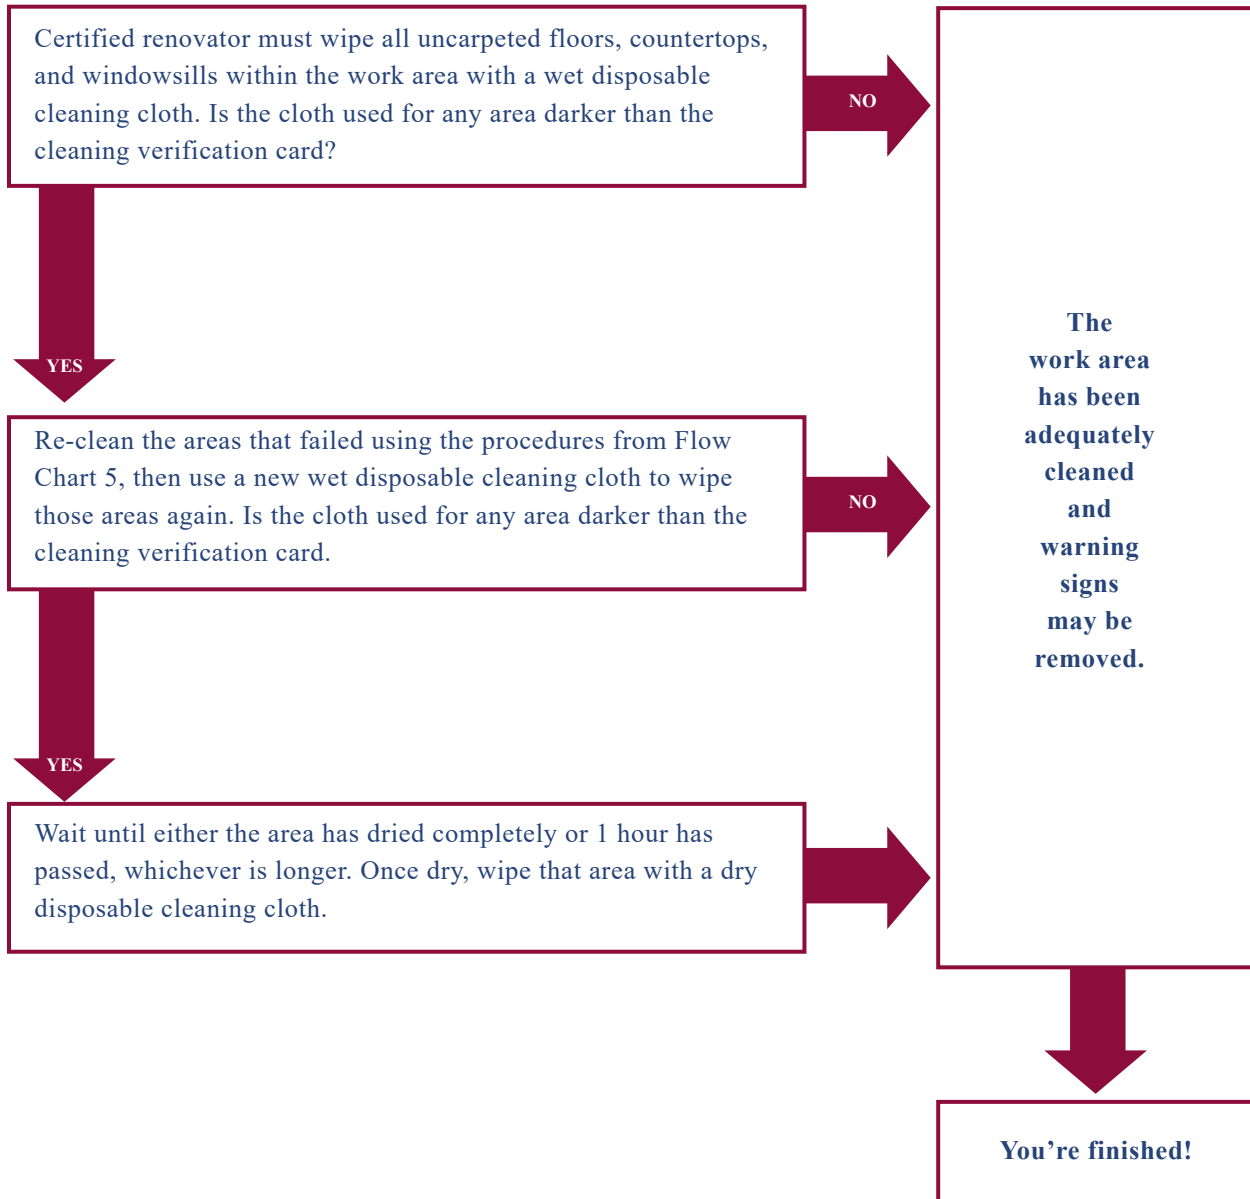 Certified renovator must wipe all uncarpeted floors, countertops,
and windowsills within the work area with a wet disposable
cleaning cloth. Is the cloth used for any area darker than the
cleaning verification card?
NO
YES
Re-clean the areas that failed using the procedures from Flow
Chart 5, then use a new wet disposable cleaning cloth to wipe
those areas again. Is the cloth used for any area darker than the
cleaning verification card.
NO
YES
Wait until either the area has dried completely or 1 hour has
passed, whichever is longer. Once dry, wipe that area with a dry
disposable cleaning cloth.
The
work area
has been
adequately
cleaned
and
warning
signs
may be
removed.
You’re finished!